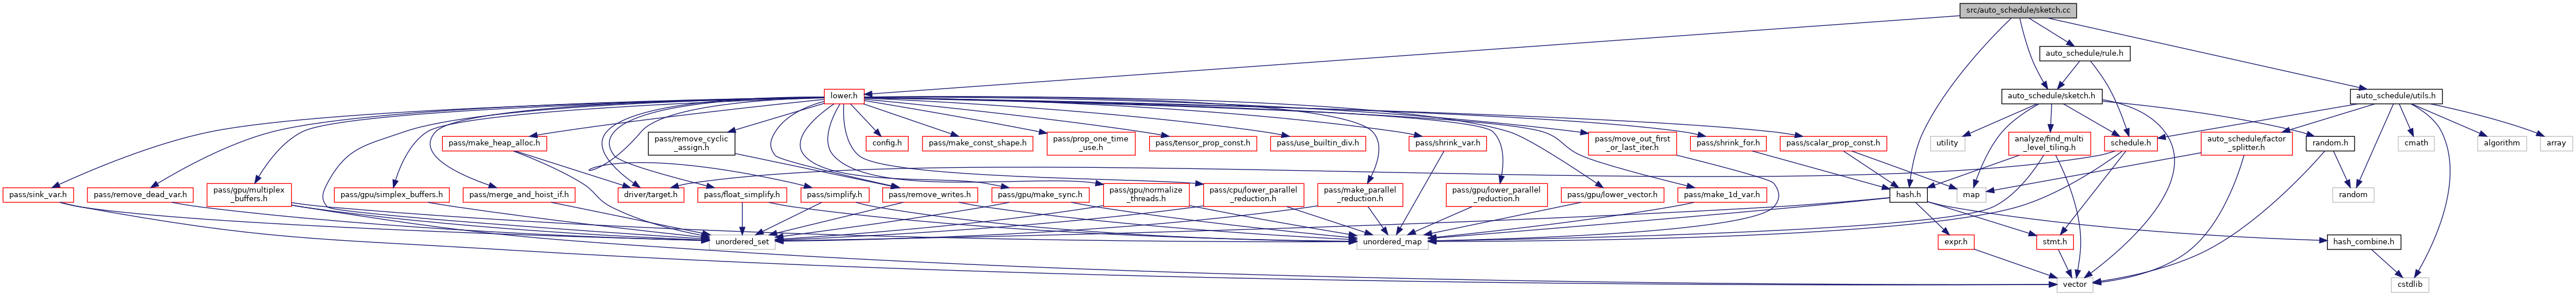 src/auto_schedule/sketch.cc
auto_schedule/rule.h
lower.h
auto_schedule/sketch.h
auto_schedule/utils.h
pass/make_heap_alloc.h
pass/remove_cyclic
_assign.h
config.h
pass/make_const_shape.h
pass/prop_one_time
_use.h
pass/tensor_prop_const.h
pass/use_builtin_div.h
pass/shrink_var.h
pass/move_out_first
_or_last_iter.h
pass/shrink_for.h
pass/scalar_prop_const.h
utility
analyze/find_multi
_level_tiling.h
schedule.h
auto_schedule/factor
_splitter.h
random.h
cmath
algorithm
array
pass/sink_var.h
pass/remove_dead_var.h
pass/gpu/multiplex
_buffers.h
pass/gpu/simplex_buffers.h
pass/merge_and_hoist_if.h
driver/target.h
pass/float_simplify.h
pass/simplify.h
pass/remove_writes.h
pass/gpu/make_sync.h
pass/gpu/normalize
_threads.h
pass/cpu/lower_parallel
_reduction.h
pass/make_parallel
_reduction.h
pass/gpu/lower_parallel
_reduction.h
pass/gpu/lower_vector.h
pass/make_1d_var.h
hash.h
map
random
unordered_set
unordered_map
expr.h
stmt.h
hash_combine.h
vector
cstdlib